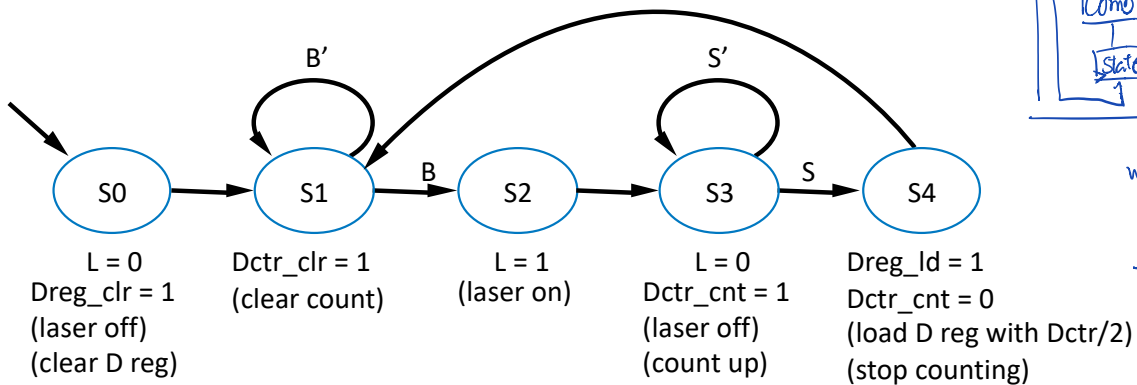 B’
S’
B
S
S0
S1
S2
S3
S4
L = 0
Dreg_clr = 1
(laser off)
(clear D reg)
Dctr_clr = 1
(clear count)
L = 1
(laser on)
L = 0
Dctr_cnt = 1
(laser off)
(count up)
Dreg_ld = 1
Dctr_cnt = 0
(load D reg with Dctr/2)
(stop counting)